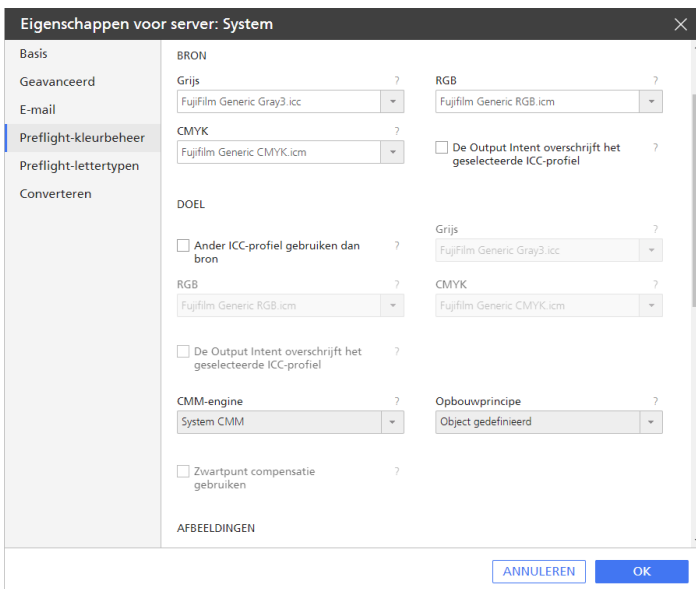 Eigenschappen voor server: System
Basis
Geavanceerd
E-mail
Preflight-kleurbeheer
Preflight-lettertypen
Converteren
BRON
Grijs ?
FujiFilm Generic Gray3.icc
RGB ?
Fujifilm Generic RGB.icm
CMYK ?
Fujifilm Generic CMYK.icm
De Output Intent overschrijft het ?
geselecteerde ICC-profiel
DOEL
Ander ICC-profiel gebruiken dan ?
bron
Grijs ?
FujiFilm Generic Gray3.icc
RGB ?
Fujifilm Generic RGB.icm
CMYK ?
Fujifilm Generic CMYK.icm
De Output Intent overschrijft het ?
geselecteerde ICC-profiel
CMM-engine ?
System CMM
Opbouwprincipe ?
Object gedefinieerd
Zwartpunt compensatie ?
gebruiken
AFBEELDINGEN
ANNULEREN
OK